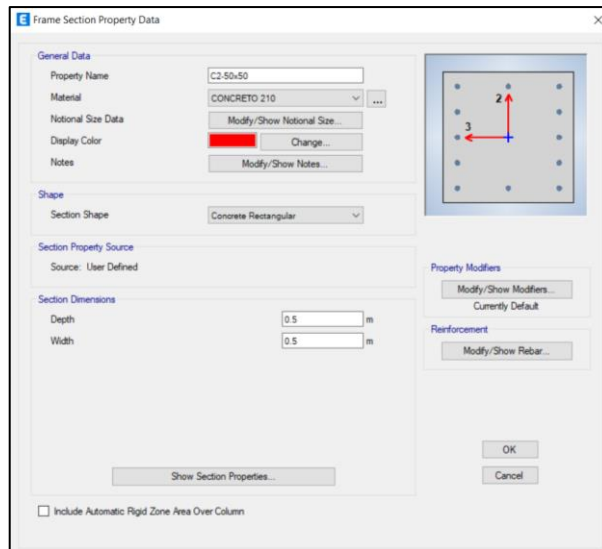 E Frame Section Property Data
General Data
Property Name C2-50x50
Material CONCRETO 210 ...
Notional Size Data Modify/Show Notional Size...
Display Color Change...
Notes Modify/Show Notes...
2
3
Shape
Section Shape Concrete Rectangular
Section Property Source
Source: User Defined
Property Modifiers
Modify/Show Modifiers...
Currently Default
Section Dimensions
Depth 0.5 m
Width 0.5 m
Reinforcement
Modify/Show Rebar...
Show Section Properties...
OK
Cancel
Include Automatic Rigid Zone Area Over Column